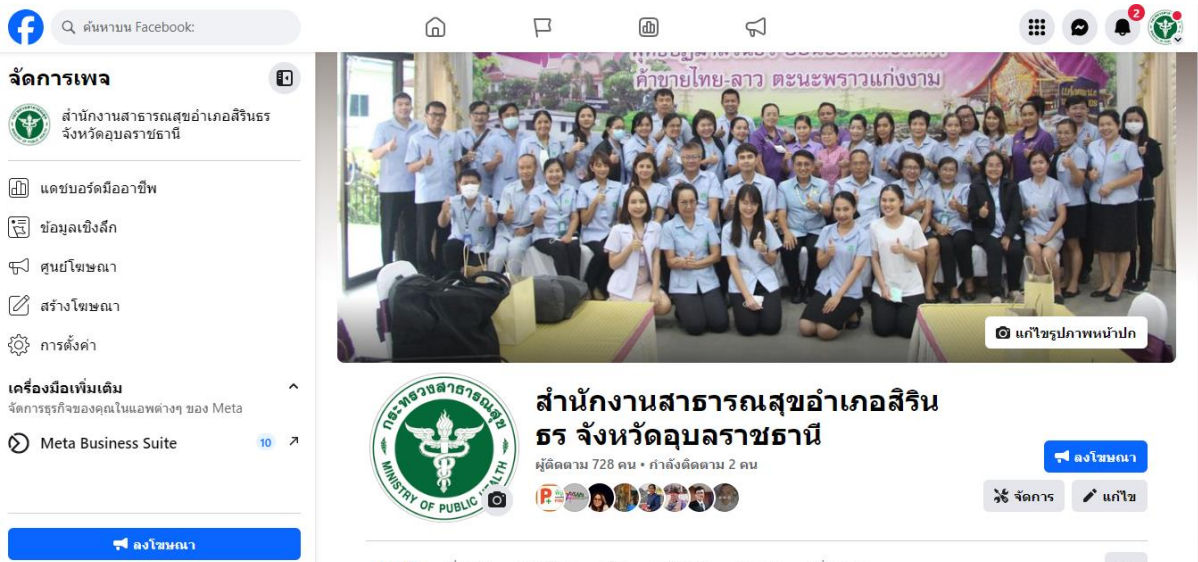 ค้นหาบน Facebook:
2
จัดการเพจ
สำนักงานสาธารณสุขอำเภอสิรินธร
จังหวัดอุบลราชธานี
แดชบอร์ดมืออาชีพ
ข้อมูลเชิงลึก
ศูนย์โฆษณา
สร้างโฆษณา
การตั้งค่า
เครื่องมือเพิ่มเติม
จัดการธุรกิจของคุณในแอพต่างๆ ของ Meta
Meta Business Suite 10
ลงโฆษณา
ค้าขายไทย-ลาว ตะนะพราวแก่งงาม
แก้ไขรูปภาพหน้าปก
กระทรวงสาธารณสุข
MINISTRY OF PUBLIC HEALTH
สำนักงานสาธารณสุขอำเภอสิริน
ธร จังหวัดอุบลราชธานี
ผู้ติดตาม 728 คน • กำลังติดตาม 2 คน
ลงโฆษณา
จัดการ
แก้ไข